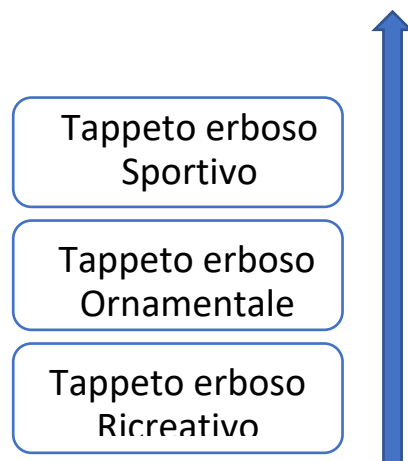 Tappeto erboso
Sportivo
Tappeto erboso
Ornamentale
Tappeto erboso
Ricreativo